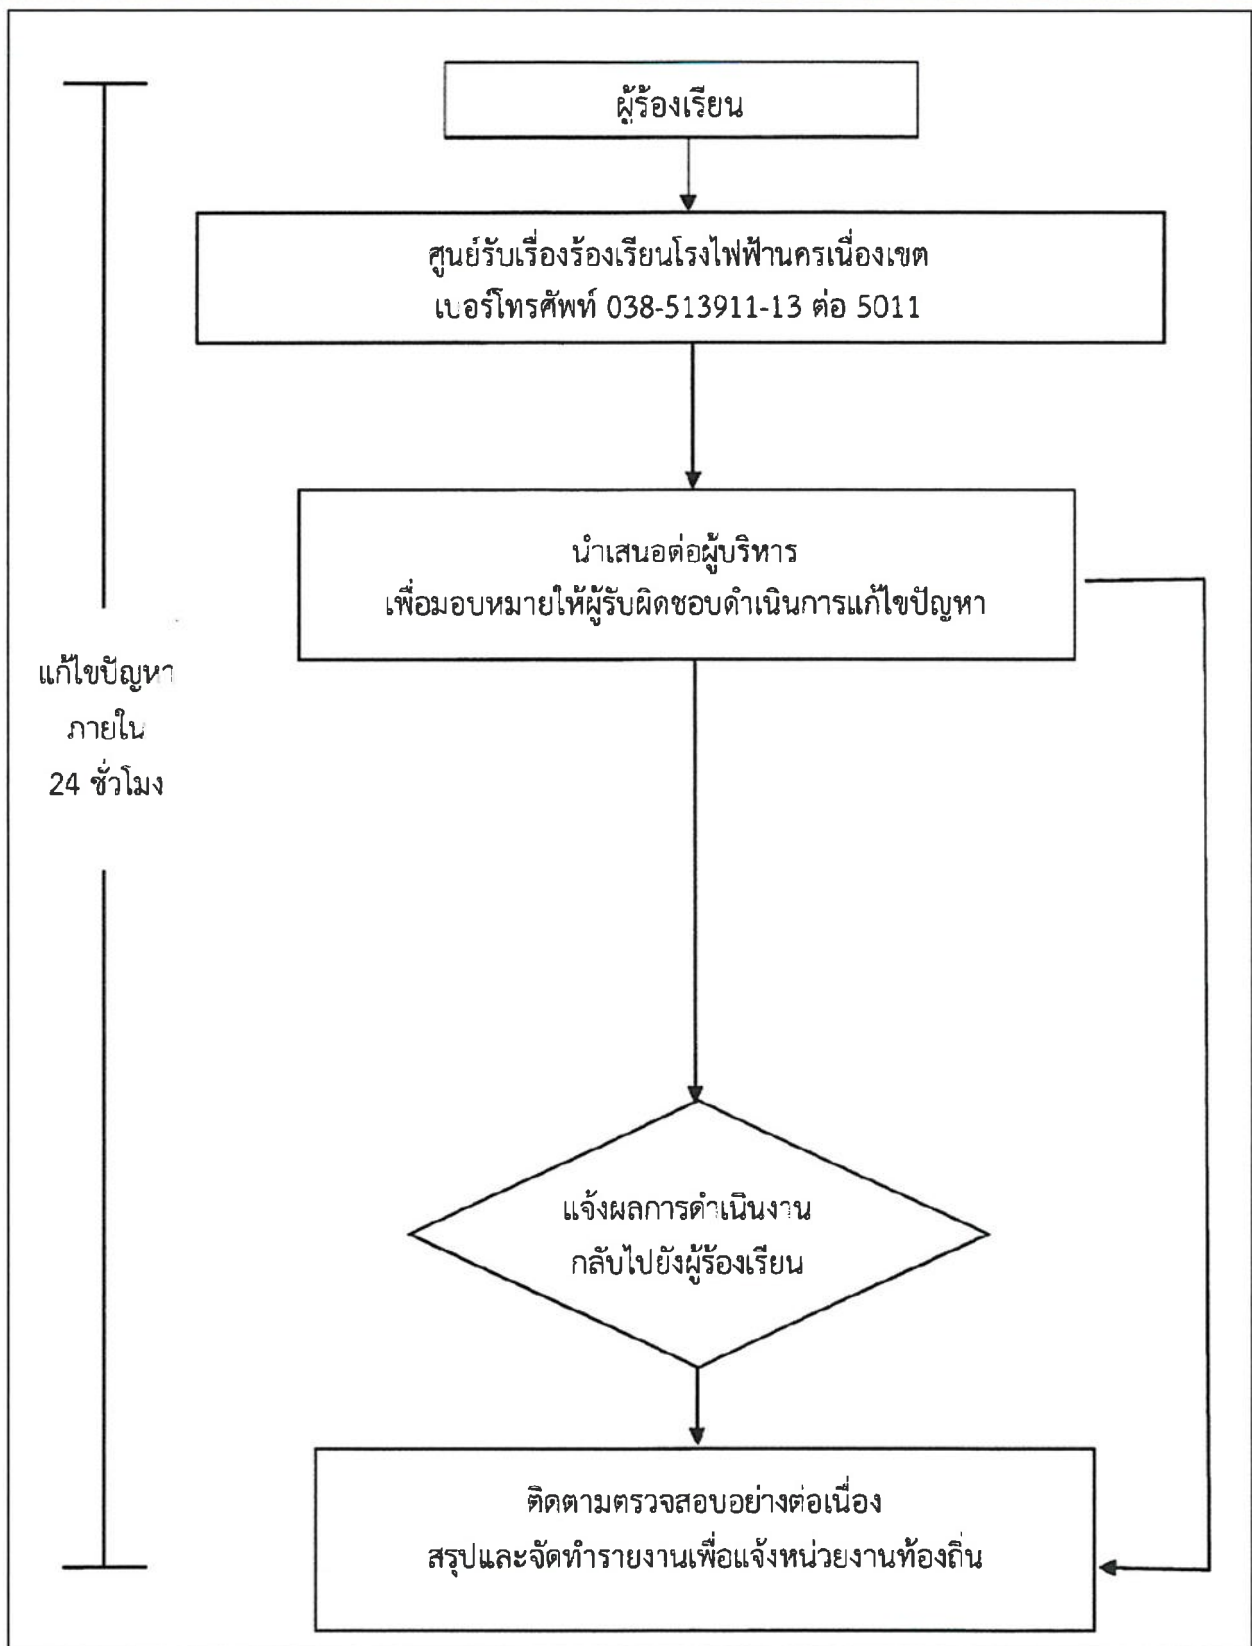 ผู้ร้องเรียน
ศูนย์รับเรื่องร้องเรียนโรงไฟฟ้านครเนื่องเขต
เบอร์โทรศัพท์ 038-513911-13 ต่อ 5011
นำเสนอต่อผู้บริหาร
เพื่อมอบหมายให้ผู้รับผิดชอบดำเนินการแก้ไขปัญหา
แก้ไขปัญหา
ภายใน
24 ชั่วโมง
แจ้งผลการดำเนินงาน
กลับไปยังผู้ร้องเรียน
ติดตามตรวจสอบอย่างต่อเนื่อง
สรุปและจัดทำรายงานเพื่อแจ้งหน่วยงานท้องถิ่น